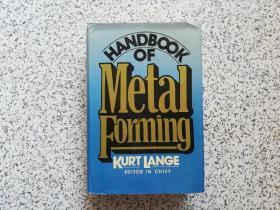 HANDBOOK
OF
Metal
Forming
KURT LANGE
EDITOR IN CHIEF